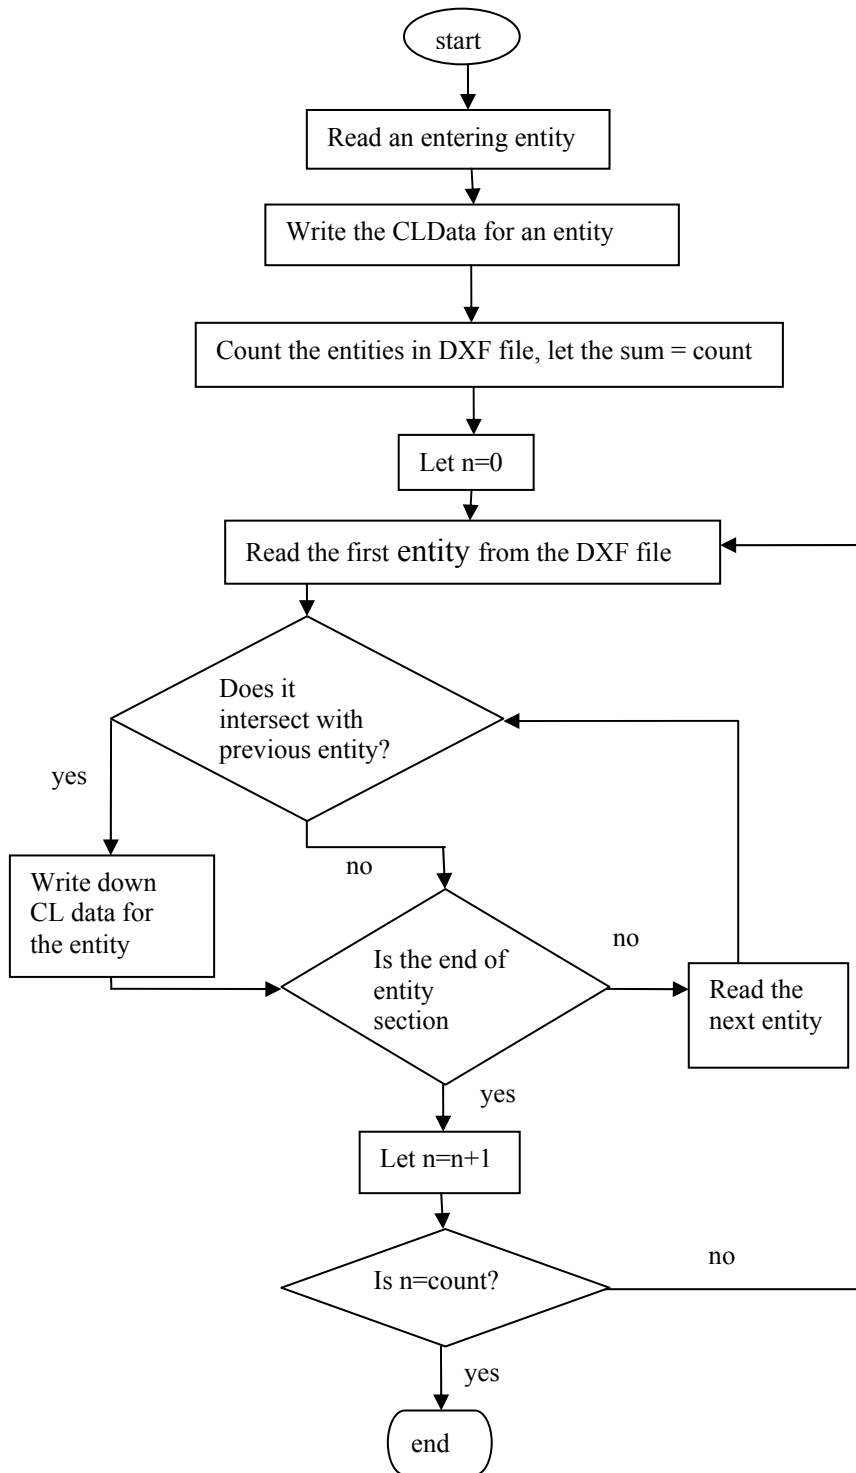 start
Read an entering entity
Write the CLData for an entity
Count the entities in DXF file, let the sum = count
Let n=0
Read the first entity from the DXF file
Does it
intersect with
previous entity?
yes
no
Write down
CL data for
the entity
Is the end of
entity
section
no
Read the
next entity
yes
Let n=n+1
Is n=count?
no
yes
end